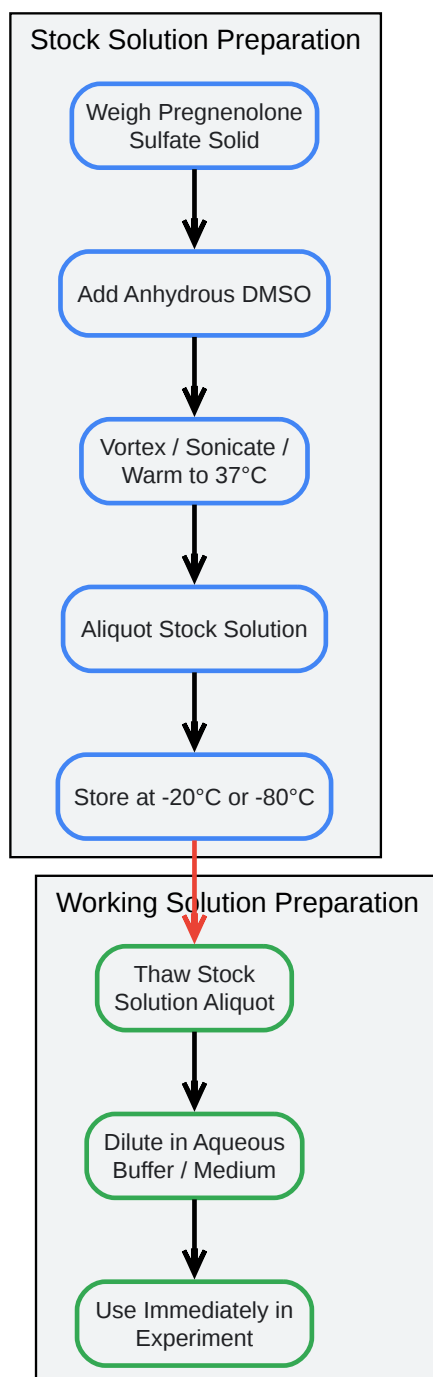 Stock Solution Preparation
Weigh Pregnenolone
Sulfate Solid
Add Anhydrous DMSO
Vortex / Sonicate /
Warm to 37°C
Aliquot Stock Solution
Store at -20°C or -80°C
Working Solution Preparation
Thaw Stock
Solution Aliquot
Dilute in Aqueous
Buffer / Medium
Use Immediately in
Experiment